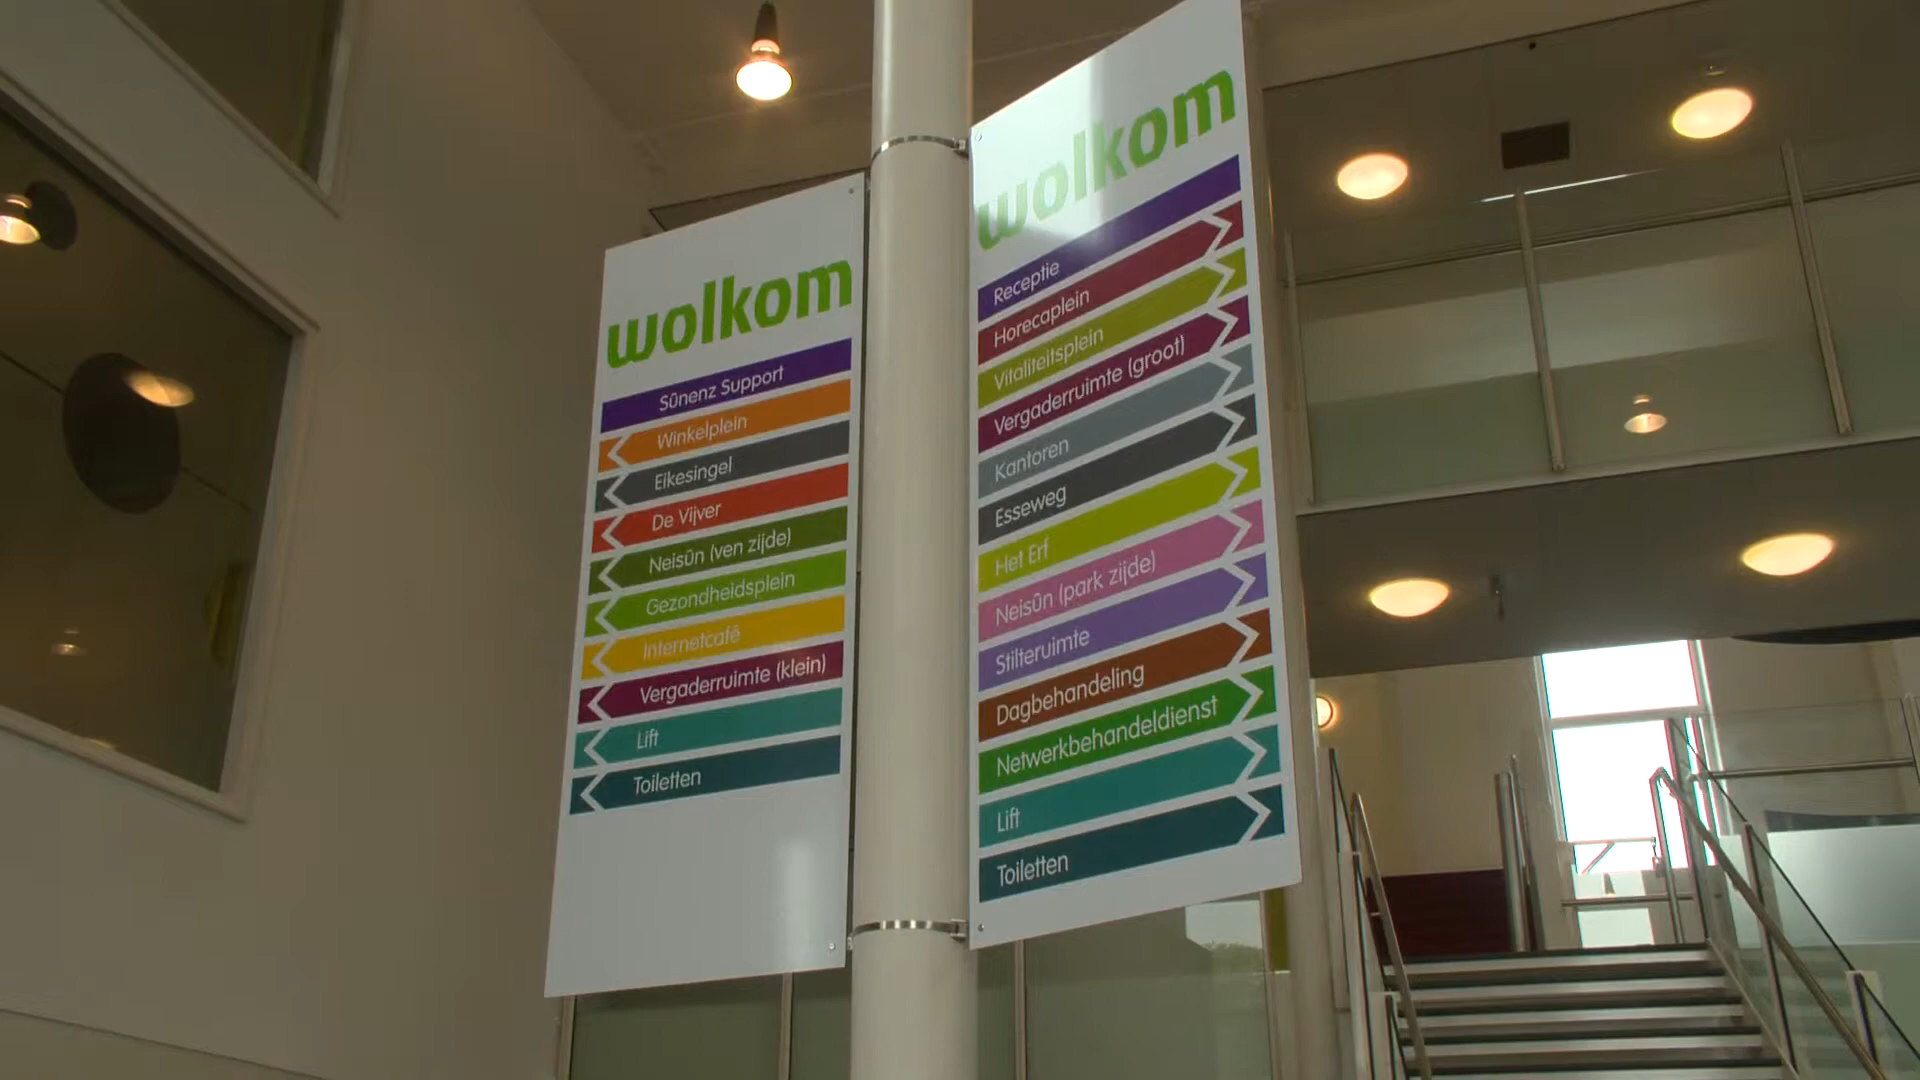 wolkom
Sûnenz Support
Winkelplein
Eikesingel
De Vijver
Neisûn (ven zijde)
Gezondheidsplein
Internetcafé
Vergaderruimte (klein)
Lift
Toiletten
wolkom
Receptie
Horecaplein
Vitaliteitsplein
Vergaderruimte (groot)
Kantoren
Esseweg
Het Erf
Neisûn (park zijde)
Stilteruimte
Dagbehandeling
Netwerkbehandeldienst
Lift
Toiletten